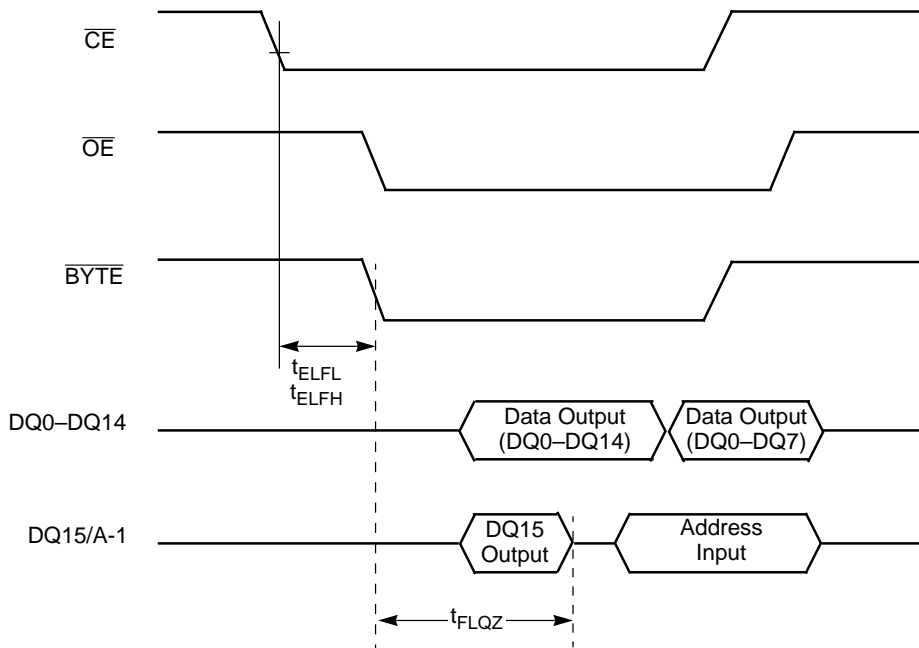 CE
OE
BYTE
tELFL
tELFH
DQ0–DQ14
Data Output
(DQ0–DQ14)
Data Output
(DQ0–DQ7)
DQ15/A-1
DQ15
Output
Address
Input
tFLQZ